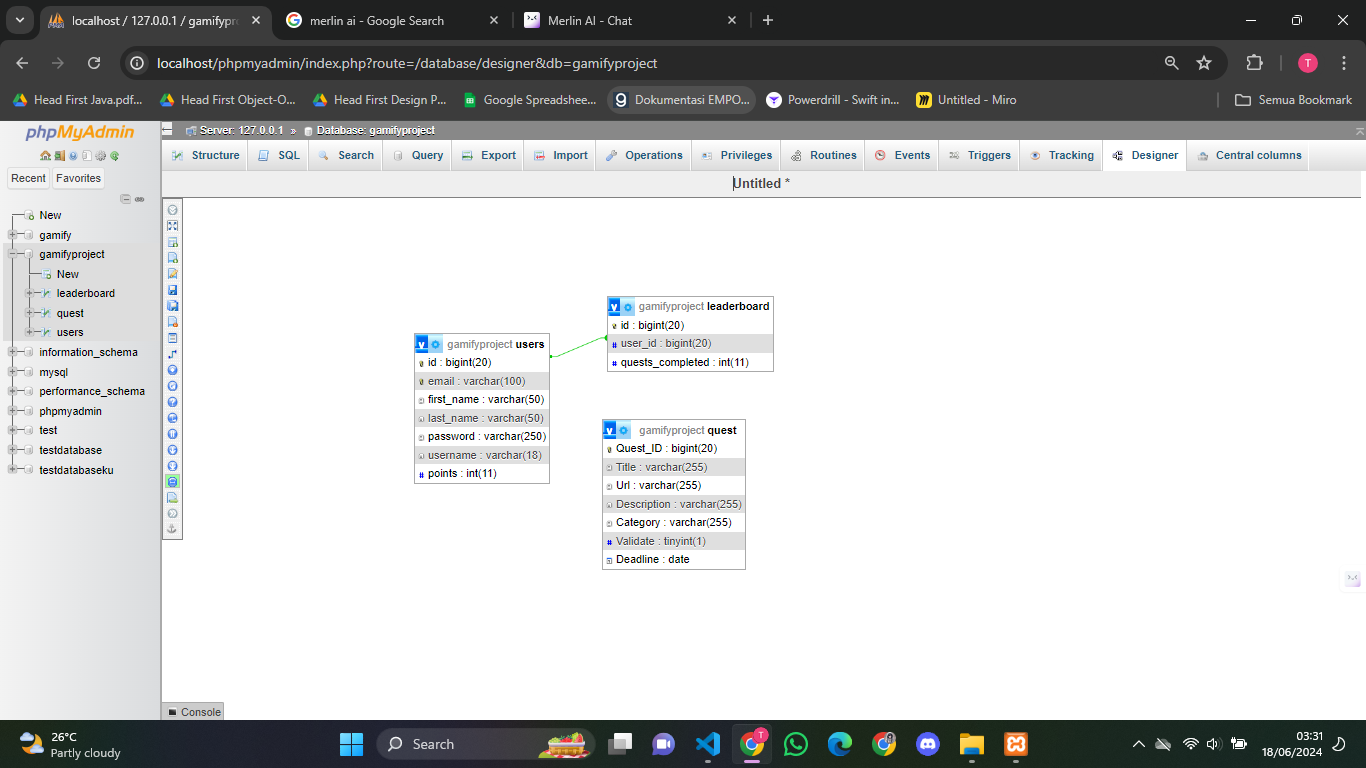 localhost / 127.0.0.1 / gamifypro
merlin ai - Google Search
Merlin AI - Chat
localhost/phpmyadmin/index.php?route=/database/designer&db=gamifyproject
T
Head First Java.pdf...
Head First Object-O...
Head First Design P...
Google Spreadshee...
Dokumentasi EMPO...
Powerdrill - Swift in...
Untitled - Miro
Semua Bookmark
phpMyAdmin
Recent
Favorites
New
gamify
gamifyproject
New
leaderboard
quest
users
information_schema
mysql
performance_schema
phpmyadmin
test
testdatabase
testdatabaseku
Server: 127.0.0.1 » Database: gamifyproject
Structure
SQL
Search
Query
Export
Import
Operations
Privileges
Routines
Events
Triggers
Tracking
Designer
Central columns
Untitled *
gamifyproject users
id : bigint(20)
email : varchar(100)
first_name : varchar(50)
last_name : varchar(50)
password : varchar(250)
username : varchar(18)
points : int(11)
gamifyproject leaderboard
id : bigint(20)
user_id : bigint(20)
quests_completed : int(11)
gamifyproject quest
Quest_ID : bigint(20)
Title : varchar(255)
Url : varchar(255)
Description : varchar(255)
Category : varchar(255)
Validate : tinyint(1)
Deadline : date
Console
26°C
Partly cloudy
Search
03:31
18/06/2024